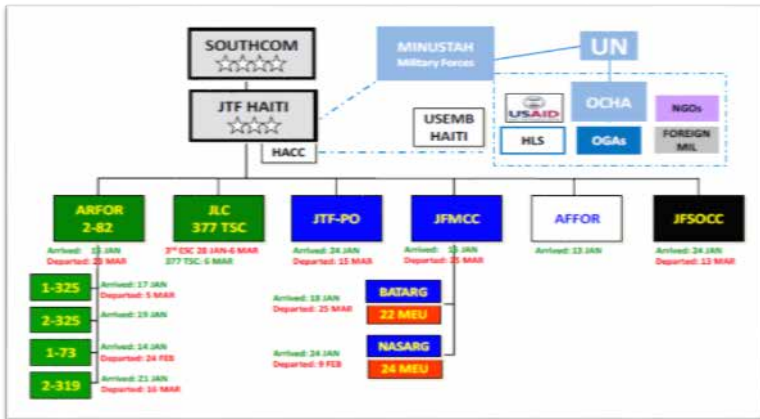 SOUTHCOM
JTF HAITI
HACC
MINUSTAH
Military Forces
UN
USEMB
HAITI
USAID
OCHA
NGOs
HLS
OGAs
FOREIGN
MIL
ARFOR
2-82
Arrived: JAN
Departed: MAR
JLC
377 TSC
3rd ESC 28 JAN-6 MAR
377 TSC: 6 MAR
JTF-PO
Arrived: 24 JAN
Departed: 15 MAR
JFMCC
Arrived: JAN
Departed: MAR
AFFOR
Arrived: 13 JAN
JFSOCC
Arrived: 24 JAN
Departed: 13 MAR
1-325
Arrived: 17 JAN
Departed: 5 MAR
2-325
Arrived: 19 JAN
1-73
Arrived: 14 JAN
Departed: 24 FEB
2-319
Arrived: 21 JAN
Departed: 16 MAR
Arrived: 18 JAN
Departed: 25 MAR
BATARG
22 MEU
Arrived: 24 JAN
Departed: 9 FEB
NASARG
24 MEU